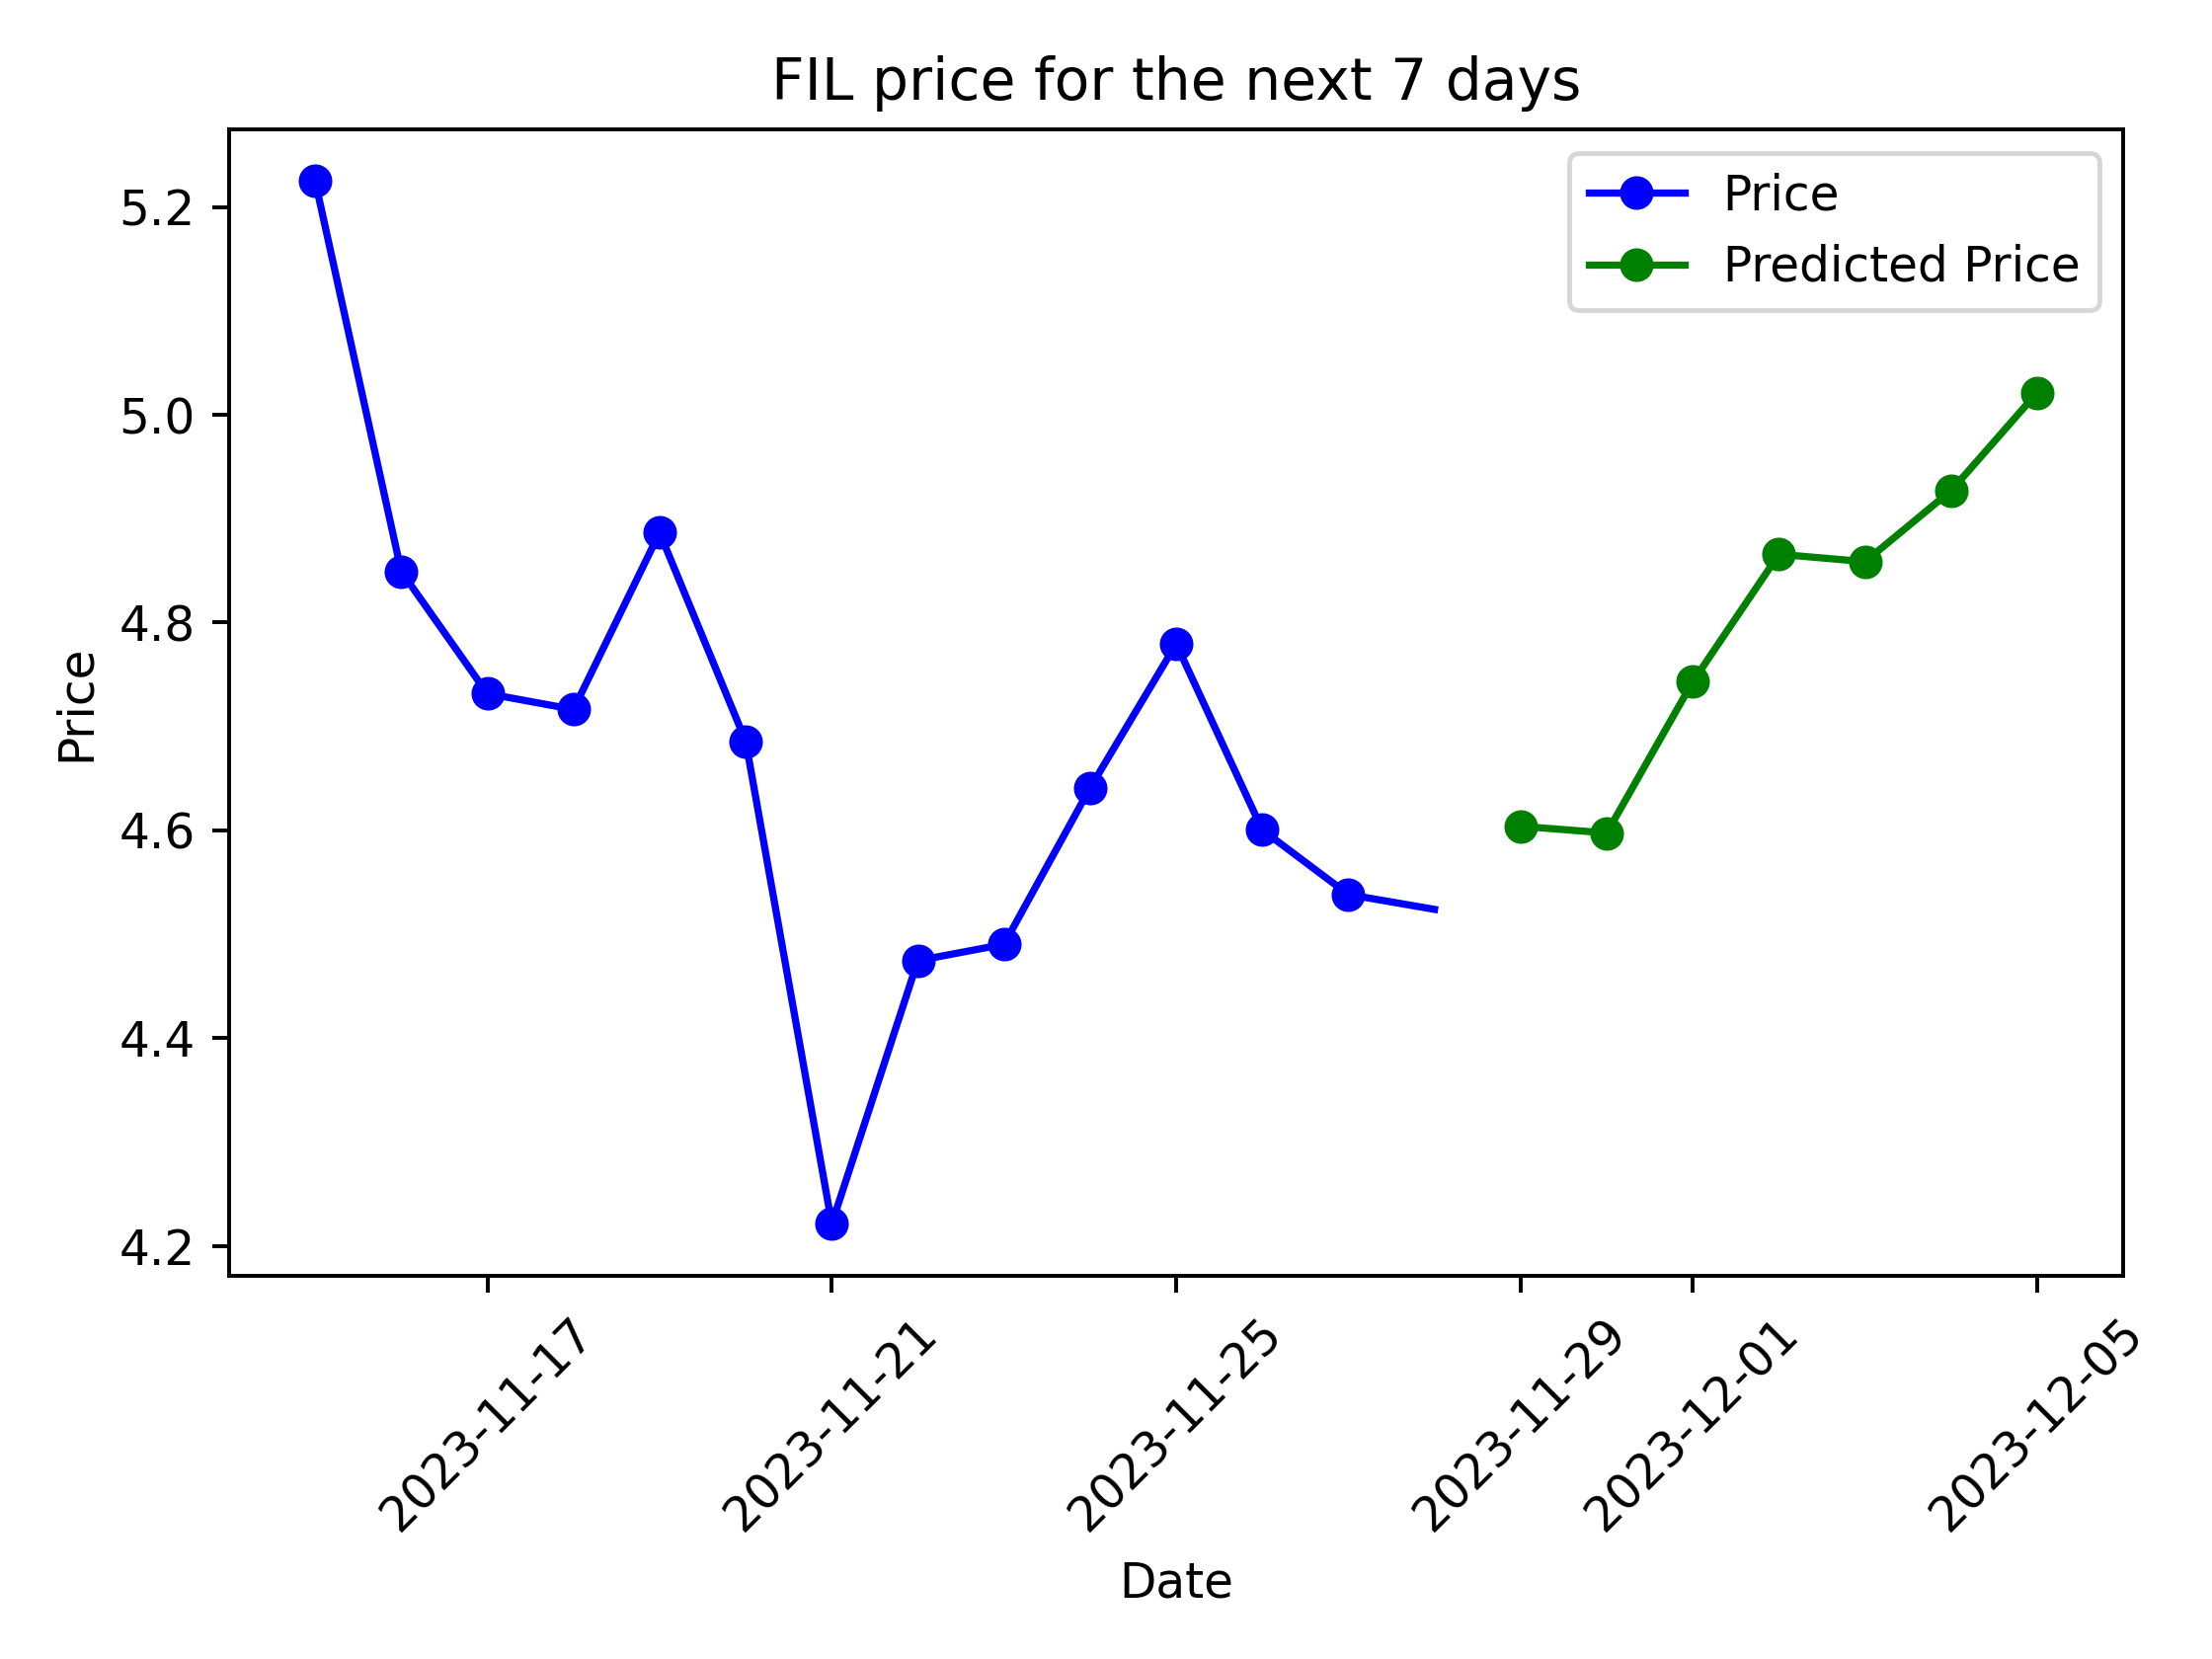 FIL price for the next 7 days
Price
Predicted Price
5.2
5.0
4.8
4.6
4.4
4.2
Price
2023-11-17
2023-11-21
2023-11-25
2023-11-29
2023-12-01
2023-12-05
Date